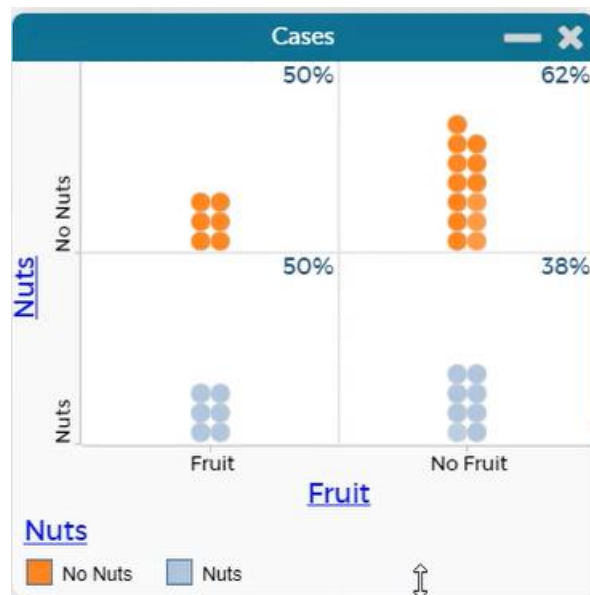 Cases
50% 62%
No Nuts
50% 38%
Nuts
Nuts
Fruit No Fruit
Fruit
Nuts
No Nuts Nuts